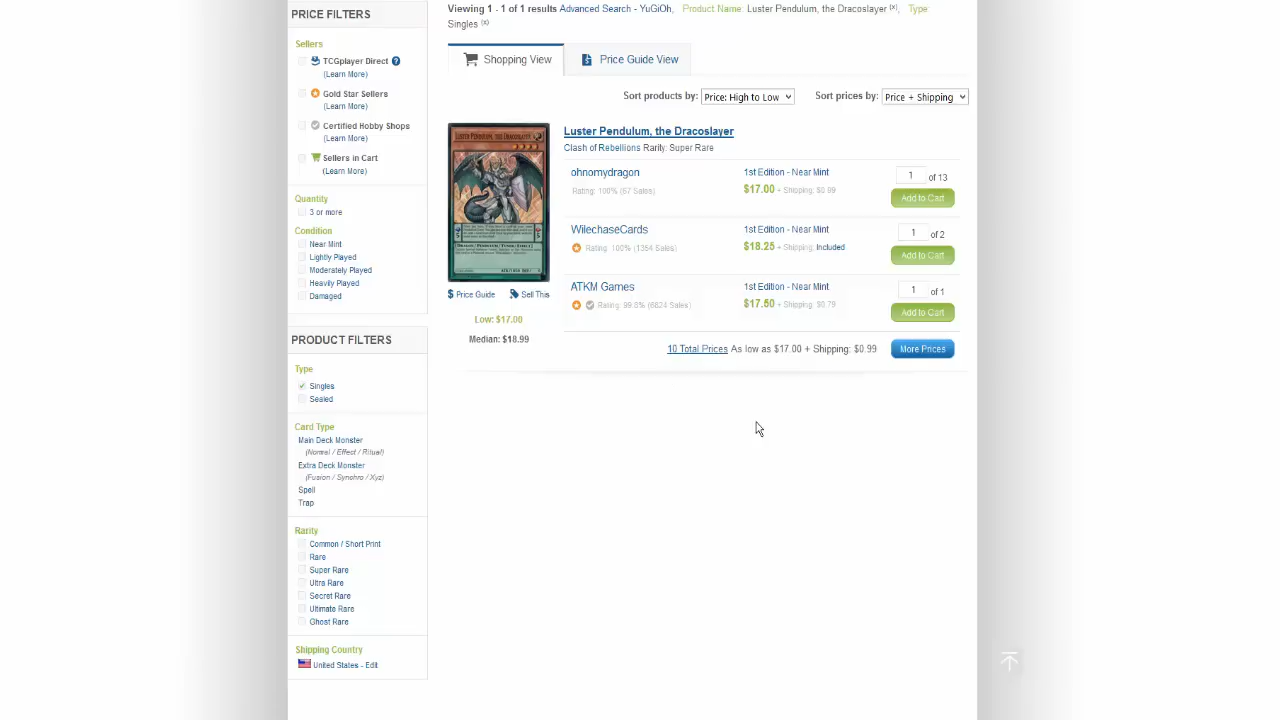 PRICE FILTERS
Sellers
TCGplayer Direct
(Learn More)
Gold Star Sellers
(Learn More)
Certified Hobby Shops
(Learn More)
Sellers in Cart
(Learn More)
Quantity
3 or more
Condition
Near Mint
Lightly Played
Moderately Played
Heavily Played
Damaged
PRODUCT FILTERS
Type
Singles
Sealed
Card Type
Main Deck Monster
(Normal / Effect / Ritual)
Extra Deck Monster
(Fusion / Synchro / Xyz)
Spell
Trap
Rarity
Common / Short Print
Rare
Super Rare
Ultra Rare
Secret Rare
Ultimate Rare
Ghost Rare
Shipping Country
United States - Edit
Viewing 1 - 1 of 1 results Advanced Search - YuGiOh, Product Name: Luster Pendulum, the Dracoslayer (x), Type:
Singles (x)
Shopping View Price Guide View
Sort products by: Price: High to Low Sort prices by: Price + Shipping
LUSTER PENDULUM, THE DRACOSLAYER
Price Guide Sell This
Low: $17.00
Median: $18.99
Luster Pendulum, the Dracoslayer
Clash of Rebellions Rarity: Super Rare
ohnomydragon 1st Edition - Near Mint 1 of 13
Rating: 100% (67 Sales) $17.00 + Shipping: $0.99 Add to Cart
WilechaseCards 1st Edition - Near Mint 1 of 2
Rating: 100% (1354 Sales) $18.25 + Shipping: Included Add to Cart
ATKM Games 1st Edition - Near Mint 1 of 1
Rating: 99.8% (6824 Sales) $17.50 + Shipping: $0.79 Add to Cart
10 Total Prices As low as $17.00 + Shipping: $0.99 More Prices